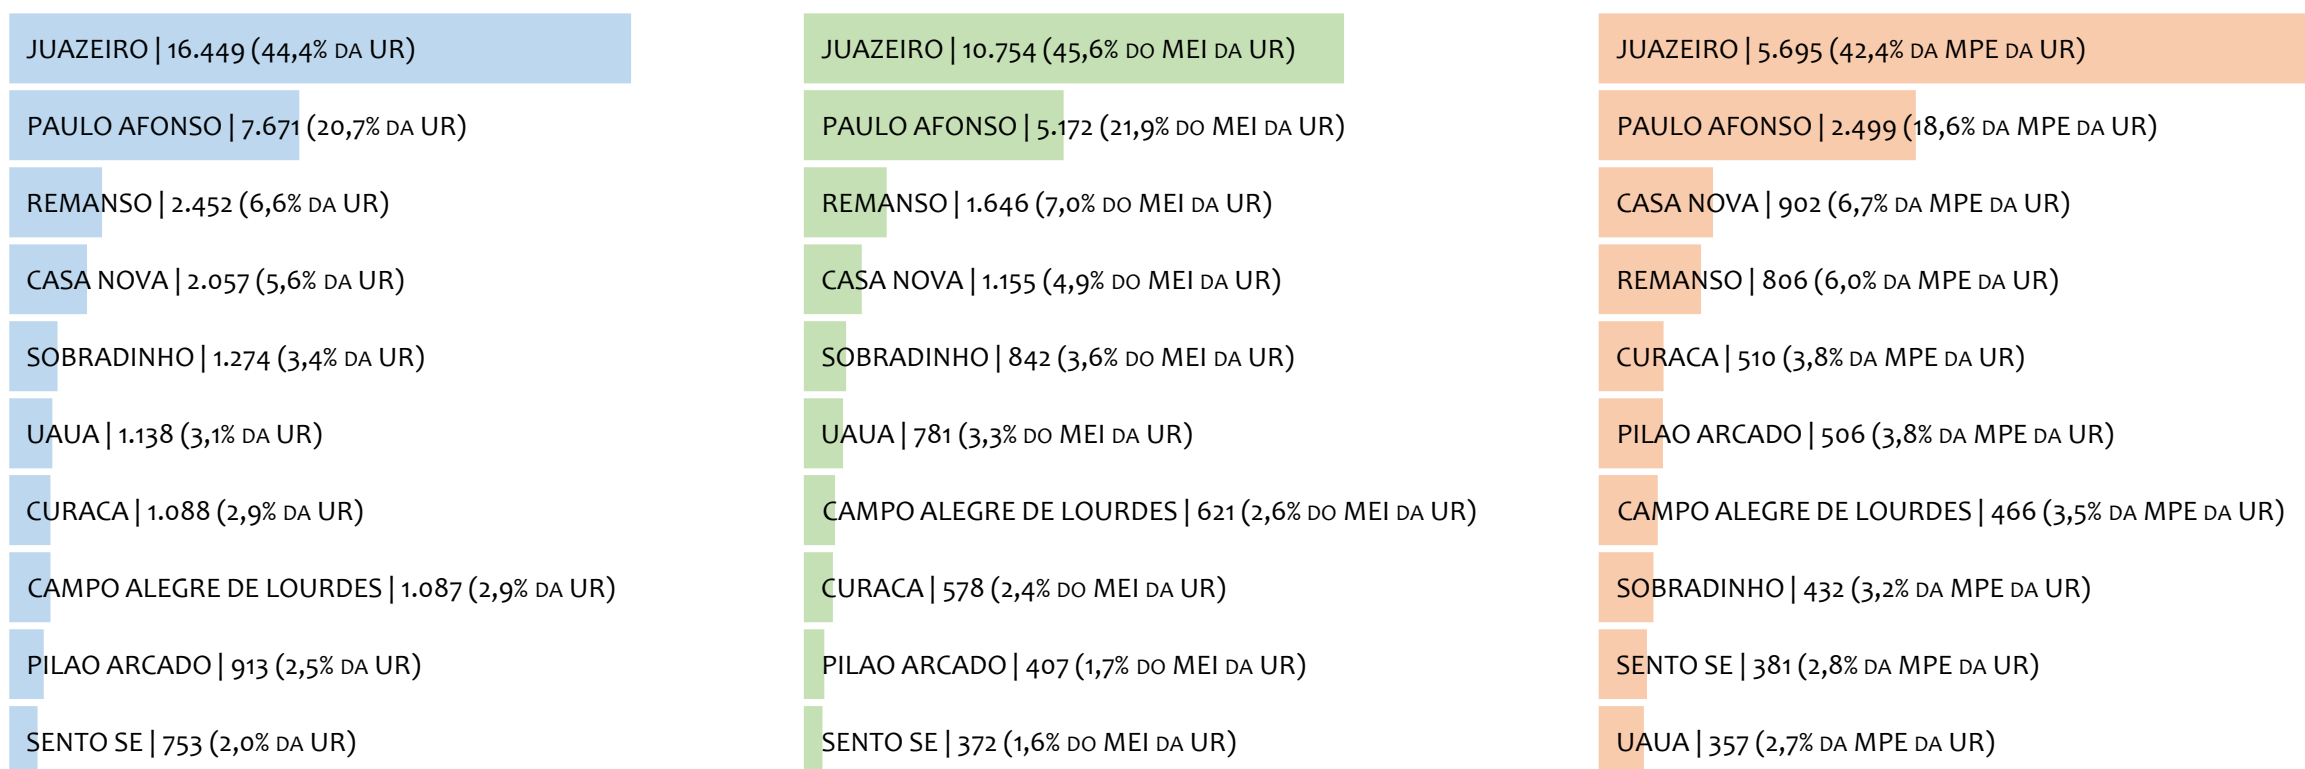 JUAZEIRO | 16.449 (44,4% DA UR)
PAULO AFONSO | 7.671 (20,7% DA UR)
REMANSO | 2.452 (6,6% DA UR)
CASA NOVA | 2.057 (5,6% DA UR)
SOBRADINHO | 1.274 (3,4% DA UR)
UAUA | 1.138 (3,1% DA UR)
CURACA | 1.088 (2,9% DA UR)
CAMPO ALEGRE DE LOURDES | 1.087 (2,9% DA UR)
PILAO ARCADO | 913 (2,5% DA UR)
SENTO SE | 753 (2,0% DA UR)
JUAZEIRO | 10.754 (45,6% DO MEI DA UR)
PAULO AFONSO | 5.172 (21,9% DO MEI DA UR)
REMANSO | 1.646 (7,0% DO MEI DA UR)
CASA NOVA | 1.155 (4,9% DO MEI DA UR)
SOBRADINHO | 842 (3,6% DO MEI DA UR)
UAUA | 781 (3,3% DO MEI DA UR)
CAMPO ALEGRE DE LOURDES | 621 (2,6% DO MEI DA UR)
CURACA | 578 (2,4% DO MEI DA UR)
PILAO ARCADO | 407 (1,7% DO MEI DA UR)
SENTO SE | 372 (1,6% DO MEI DA UR)
JUAZEIRO | 5.695 (42,4% DA MPE DA UR)
PAULO AFONSO | 2.499 (18,6% DA MPE DA UR)
CASA NOVA | 902 (6,7% DA MPE DA UR)
REMANSO | 806 (6,0% DA MPE DA UR)
CURACA | 510 (3,8% DA MPE DA UR)
PILAO ARCADO | 506 (3,8% DA MPE DA UR)
CAMPO ALEGRE DE LOURDES | 466 (3,5% DA MPE DA UR)
SOBRADINHO | 432 (3,2% DA MPE DA UR)
SENTO SE | 381 (2,8% DA MPE DA UR)
UAUA | 357 (2,7% DA MPE DA UR)